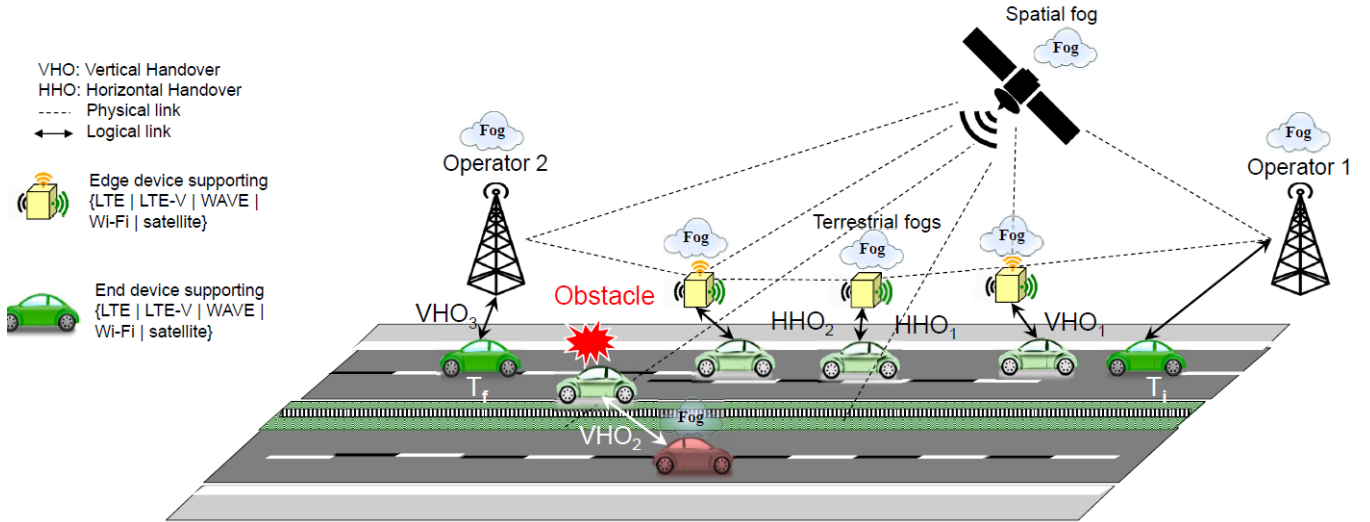 Spatial fog
Fog
VHO: Vertical Handover
HHO: Horizontal Handover
Physical link
Logical link
Fog
Operator 2
Fog
Operator 1
Edge device supporting
{LTE | LTE-V | WAVE |
Wi-Fi | satellite}
Terrestrial fogs
Fog
Fog
Fog
End device supporting
{LTE | LTE-V | WAVE |
Wi-Fi | satellite}
Obstacle
VHO₃
HHO₂
HHO₁
VHO₁
T_f
T_i
Fog
VHO₂